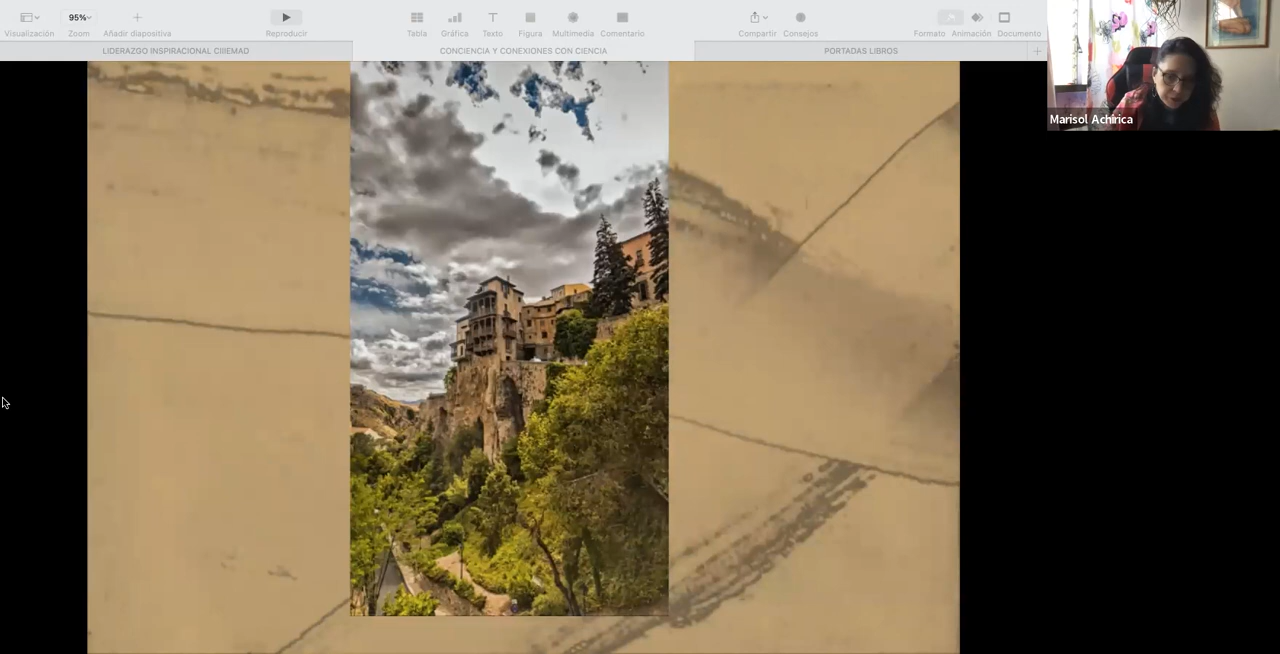 95%
Visualización Zoom Añadir diapositiva Reproducir Tabla Gráfica Texto Figura Multimedia Comentario Compartir Consejos Formato Animación Documento
LIDERAZGO INSPIRACIONAL CIIEMAD CONCIENCIA Y CONEXIONES CON CIENCIA PORTADAS LIBROS
Marisol Achirica